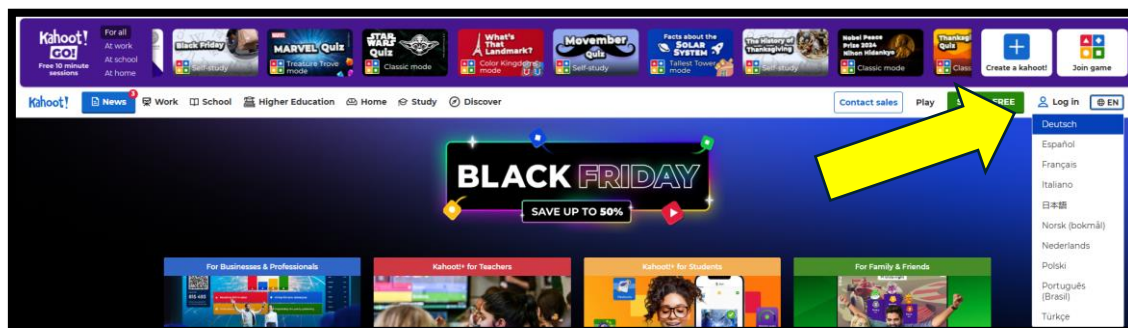 Kahoot!
GO!
Free 10 minute
sessions
For all
At work
At school
At home
Black Friday
Self-study
MARVEL Quiz
Treasure Trove
mode
STAR
WARS
Quiz
Classic mode
What's
That
Landmark?
Color Kingdoms
mode
Movember
Quiz
Self-study
Facts about the
SOLAR
SYSTEM
Tallest Tower
mode
The History of
Thanksgiving
Self-study
Nobel Peace
Prize 2024
Nihon Hidankyo
Classic mode
Thanksg
Quiz
Class
Create a kahoot!
Join game
Kahoot!
News
3
Work
School
Higher Education
Home
Study
Discover
Contact sales
Play
FREE
Log in
EN
Deutsch
Español
Français
Italiano
日本語
Norsk (bokmål)
Nederlands
Polski
Português
(Brasil)
Türkçe
BLACK FRIDAY
SAVE UP TO 50%
For Businesses & Professionals
Kahoot!+ for Teachers
Kahoot!+ for Students
For Family & Friends